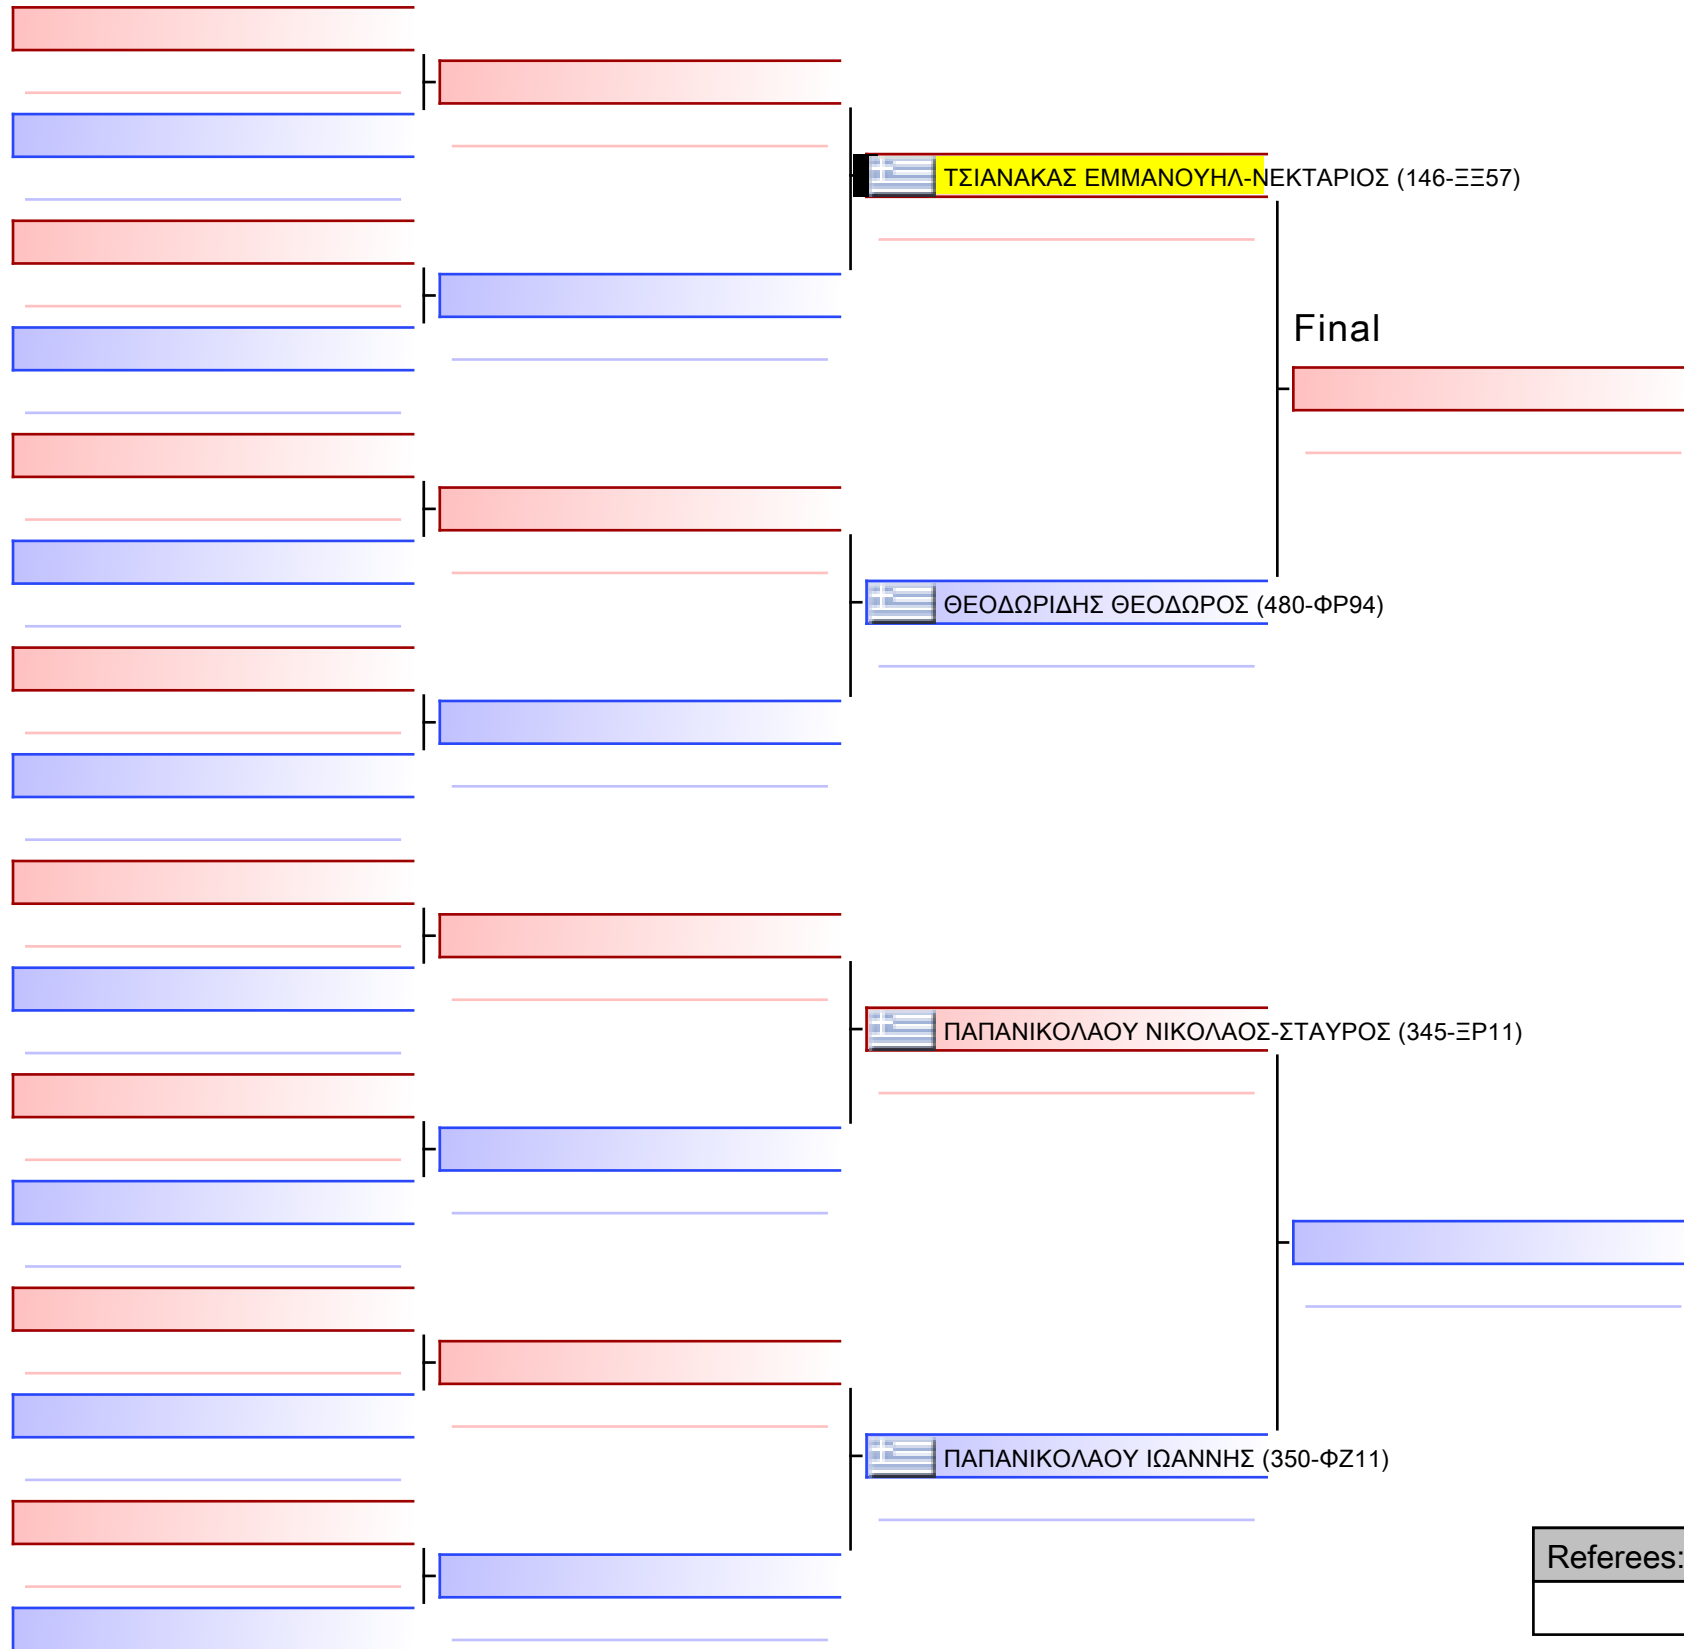 ΤΣΙΑΝΑΚΑΣ ΕΜΜΑΝΟΥΗΛ-ΝΕΚΤΑΡΙΟΣ (146-ΞΞ57)
Final
ΘΕΟΔΩΡΙΔΗΣ ΘΕΟΔΩΡΟΣ (480-ΦΡ94)
ΠΑΠΑΝΙΚΟΛΑΟΥ ΝΙΚΟΛΑΟΣ-ΣΤΑΥΡΟΣ (345-ΞΡ11)
ΠΑΠΑΝΙΚΟΛΑΟΥ ΙΩΑΝΝΗΣ (350-ΦΖ11)
Referees: